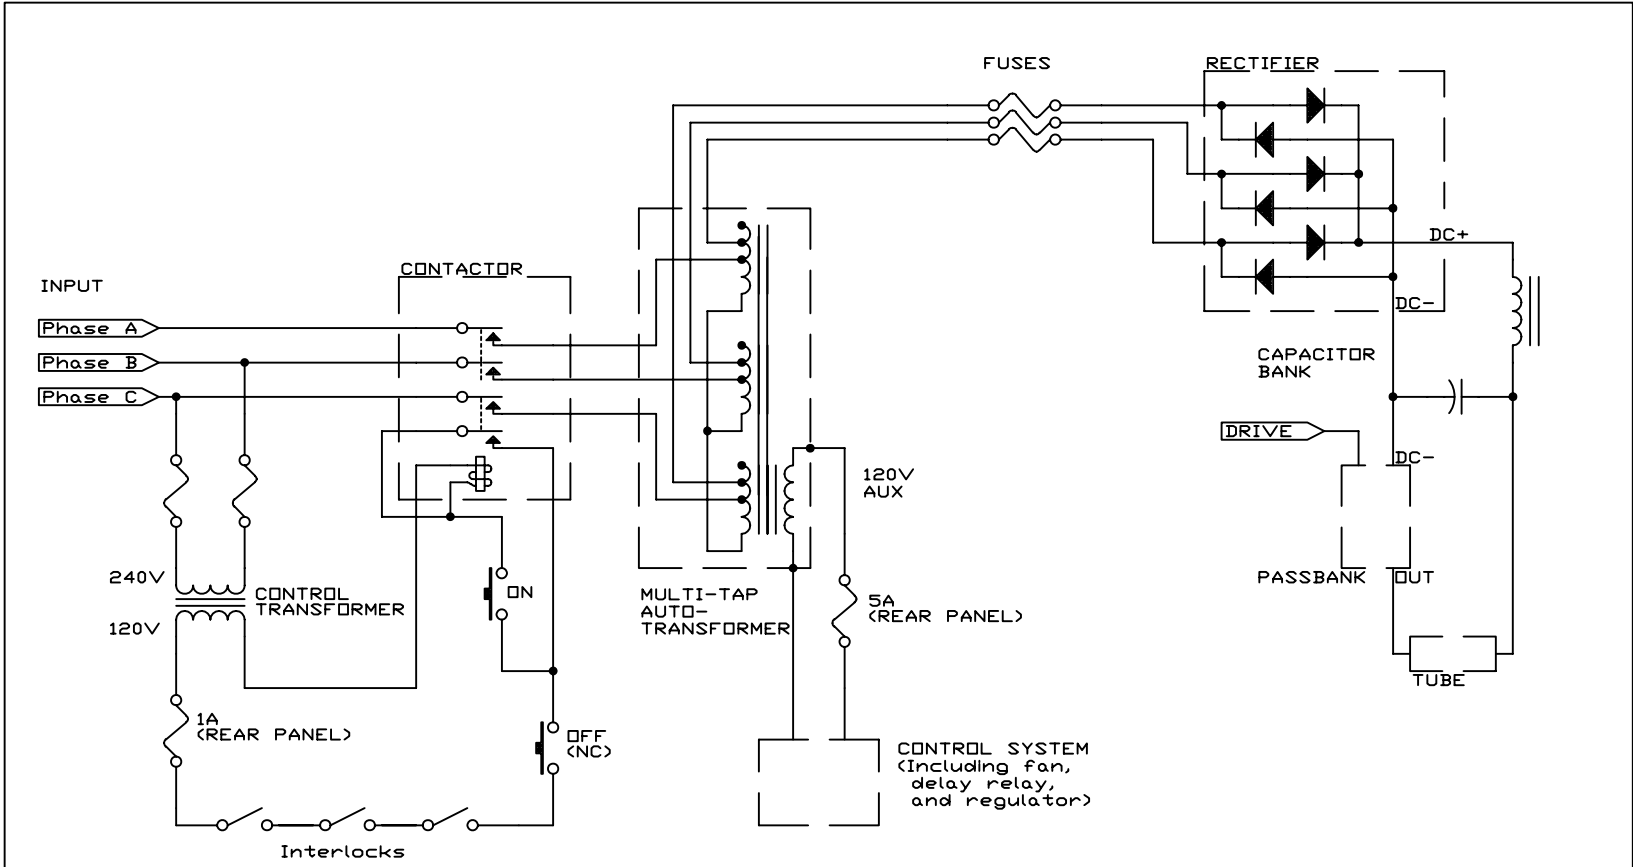 FUSES
RECTIFIER
DC+
CONTACTOR
INPUT
DC-
Phase A
Phase B
Phase C
CAPACITOR
BANK
DRIVE
DC-
120V
AUX
240V
CONTROL
TRANSFORMER
120V
ON
MULTI-TAP
AUTO-
TRANSFORMER
5A
(REAR PANEL)
PASSBANK OUT
TUBE
1A
(REAR PANEL)
OFF
(NC)
CONTROL SYSTEM
(Including fan,
delay relay,
and regulator)
Interlocks